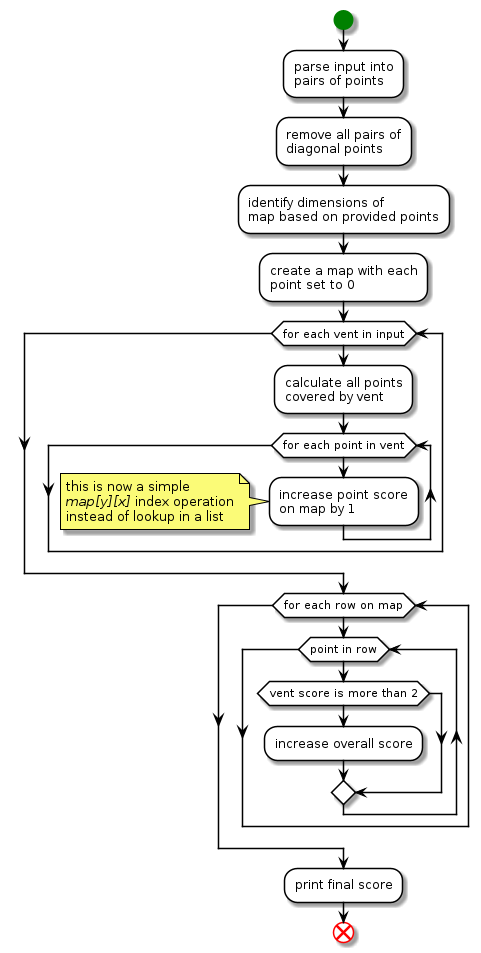 parse input into
pairs of points
remove all pairs of
diagonal points
identify dimensions of
map based on provided points
create a map with each
point set to 0
for each vent in input
calculate all points
covered by vent
for each point in vent
this is now a simple
map[y][x] index operation
instead of lookup in a list
increase point score
on map by 1
for each row on map
point in row
vent score is more than 2
increase overall score
print final score